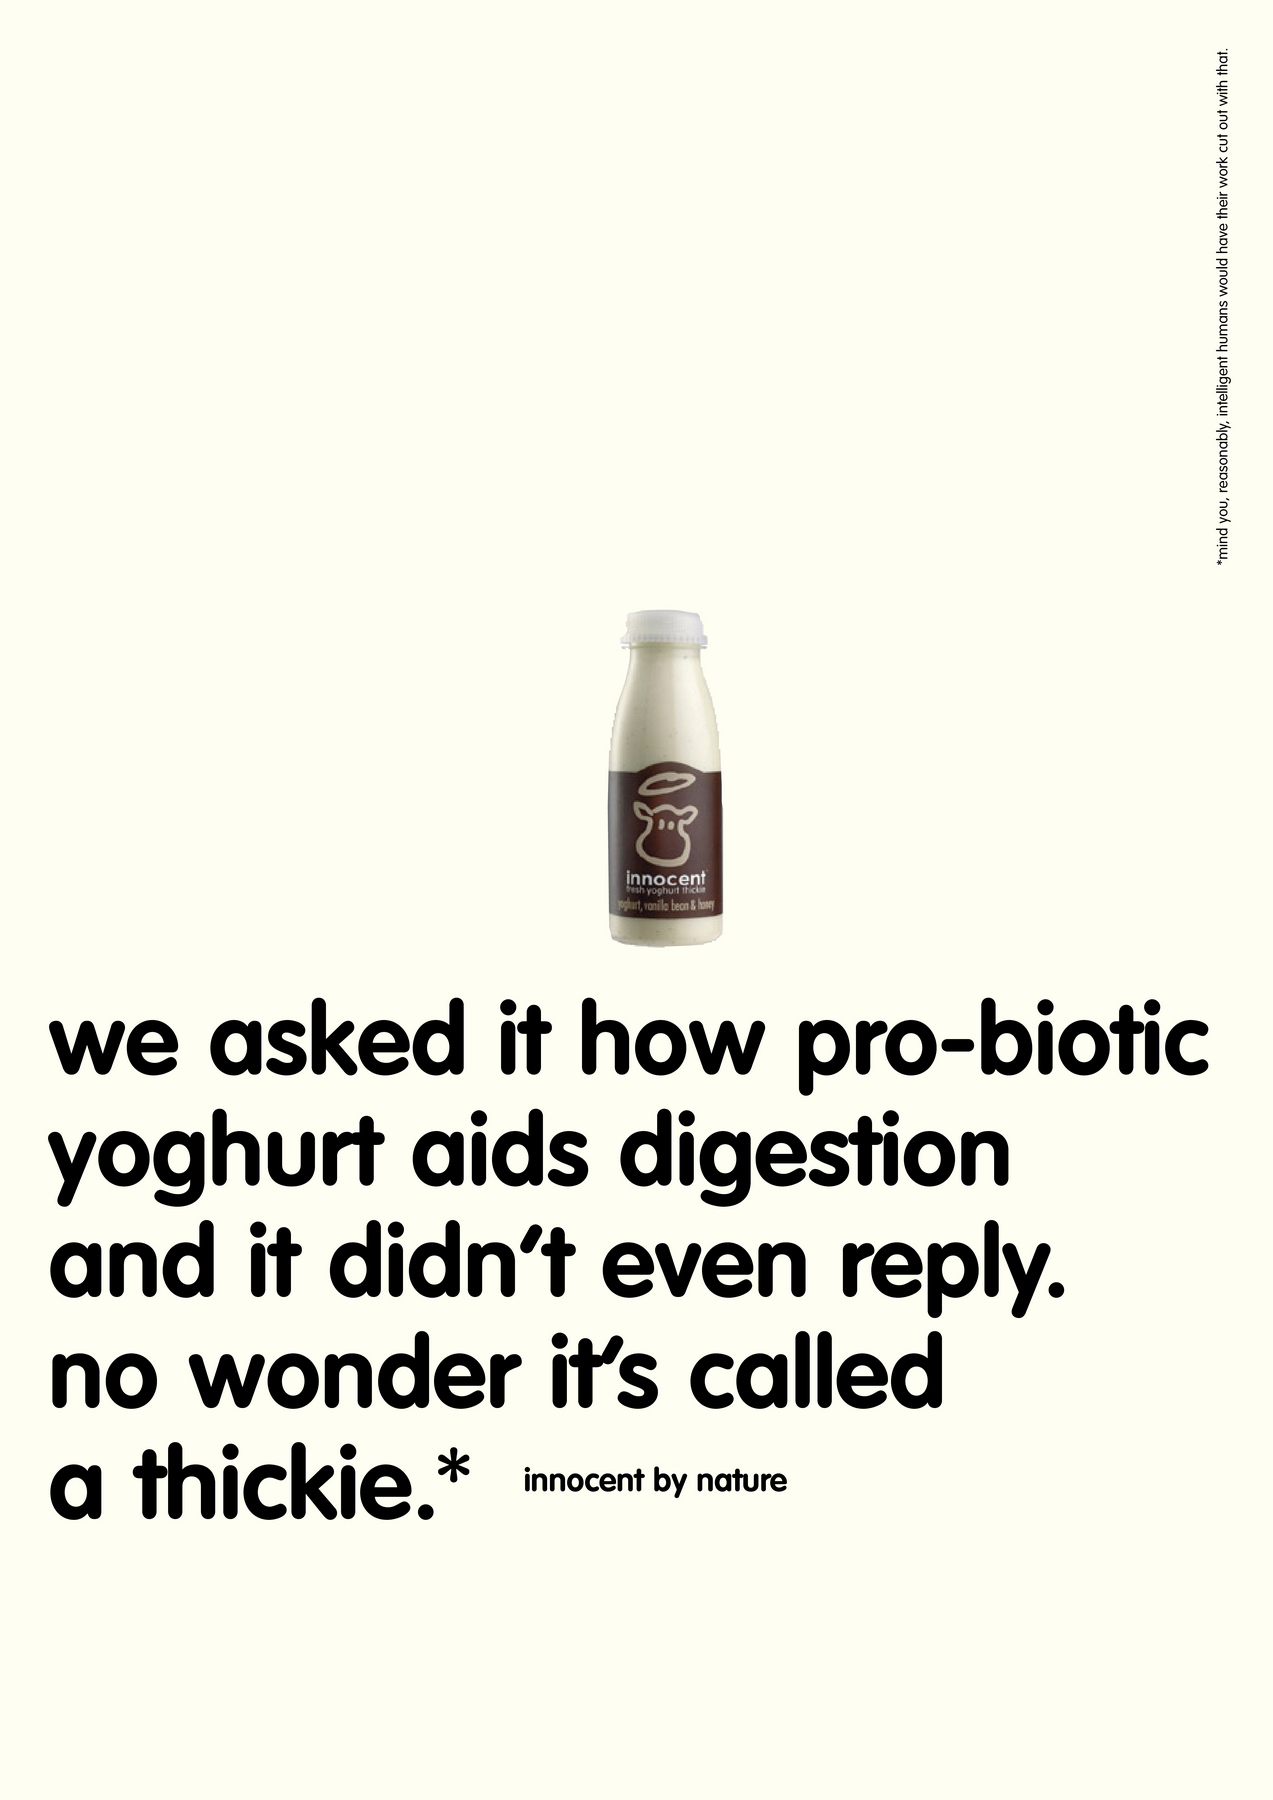 *mind you, reasonably, intelligent humans would have their work cut out with that.
innocent
fresh yoghurt thickie
yoghurt, vanilla bean & honey
we asked it how pro-biotic
yoghurt aids digestion
and it didn't even reply.
no wonder it's called
a thickie.*
innocent by nature